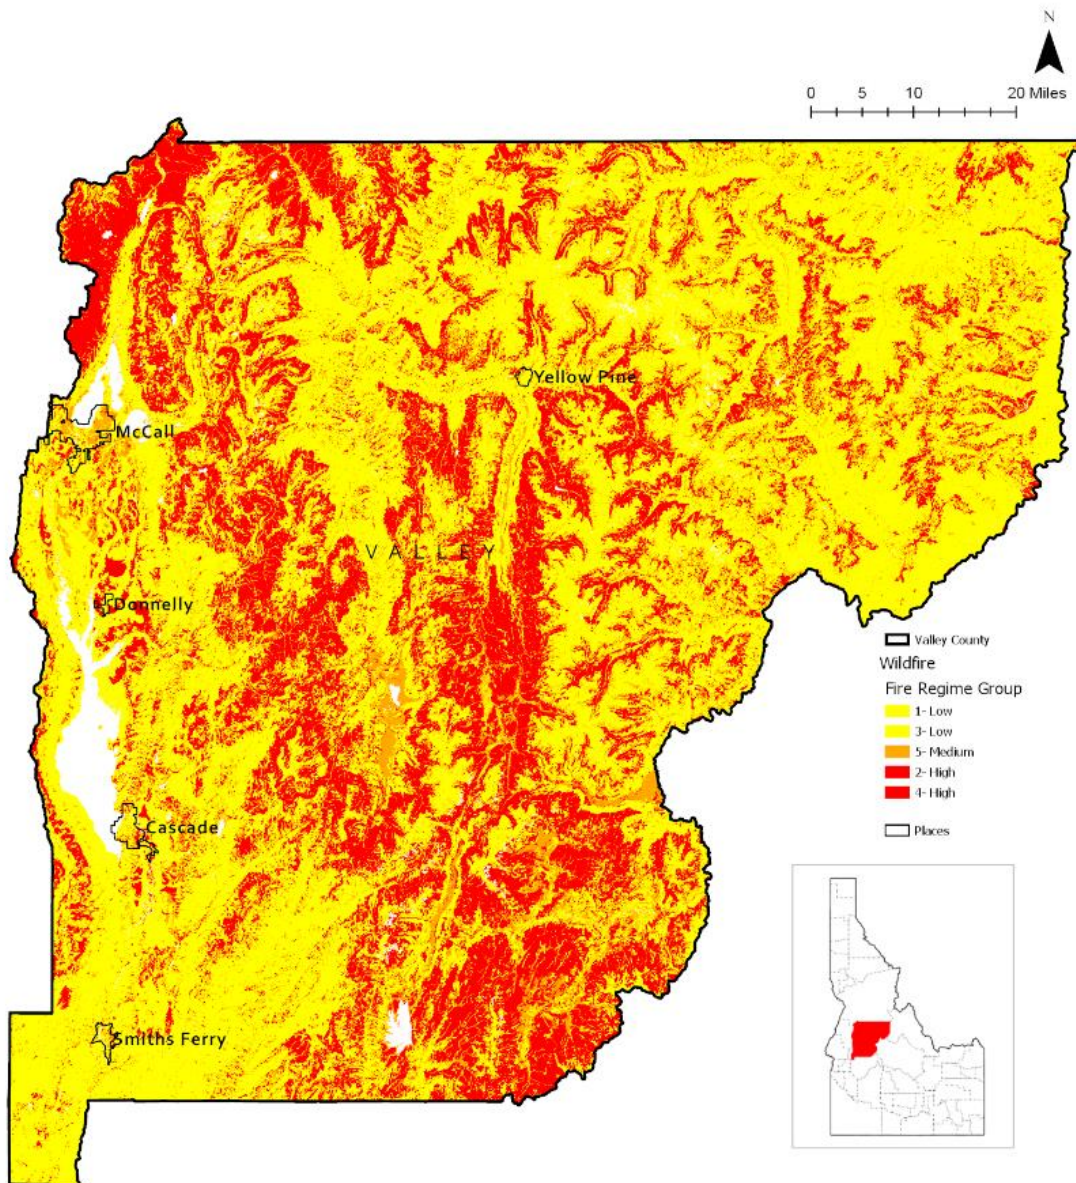 N
0 5 10 20 Miles
Yellow Pine
McCall
VALLEY
Donnelly
Valley County
Wildfire
Fire Regime Group
1- Low
3- Low
5- Medium
2- High
4- High
Places
Cascade
Smiths Ferry